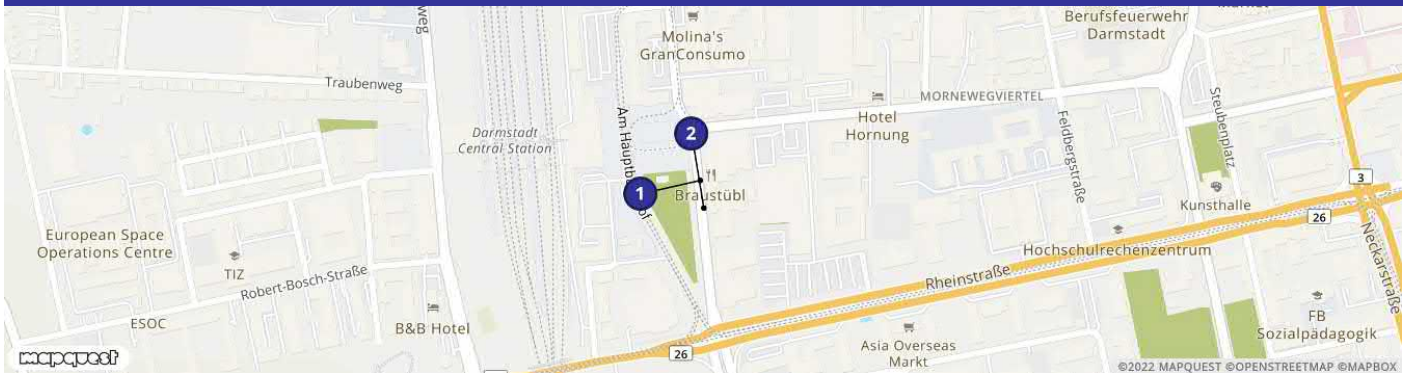 weg
Molina's
GranConsumo
Berufsfeuerwehr
Darmstadt
Traubenweg
MORNEWEGVIERTEL
Steubenplatz
Am Hauptbahnhof
Darmstadt
Central Station
Hotel
Hornung
Feldbergstraße
2
1
Braustübl
3
Kunsthalle
26
European Space
Operations Centre
TIZ
Hochschulrechenzentrum
Neckarstraße
Robert-Bosch-Straße
Rheinstraße
ESOC
B&B Hotel
FB
Sozialpädagogik
26
Asia Overseas
Markt
mapquest
©2022 MAPQUEST ©OPENSTREETMAP ©MAPBOX